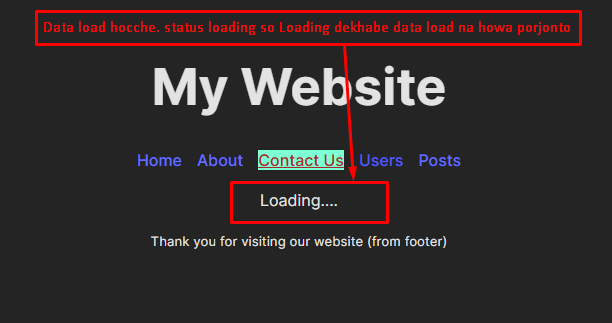 Data load hocche. status loading so Loading dekhabe data load na howa porjonto
My Website
Home About Contact Us Users Posts
Loading....
Thank you for visiting our website (from footer)